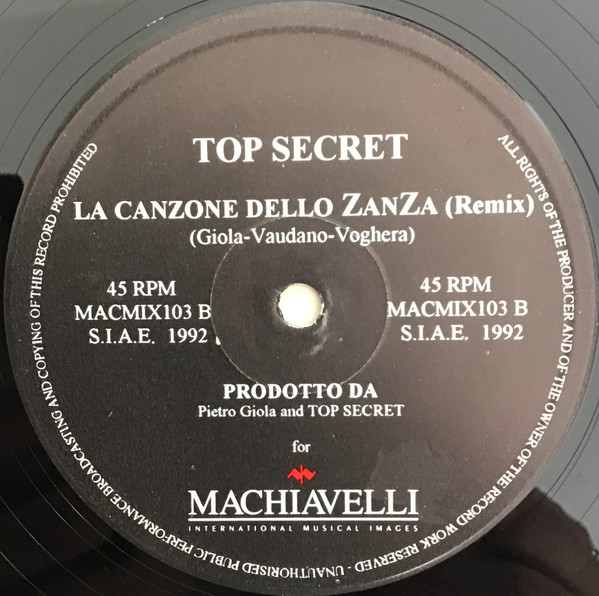 TOP SECRET
LA CANZONE DELLO ZANZA (Remix)
(Giola-Vaudano-Voghera)
45 RPM
MACMIX103 B
S.I.A.E. 1992
45 RPM
MACMIX103 B
S.I.A.E. 1992
PRODOTTO DA
Pietro Giola and TOP SECRET
for
MACHIAVELLI
INTERNATIONAL MUSICAL IMAGES
ALL RIGHTS OF THE PRODUCER AND OF THE OWNER OF THE RECORD WORK RESERVED - UNAUTHORISED PUBLIC PERFORMANCE BROADCASTING AND COPYING OF THIS RECORD PROHIBITED